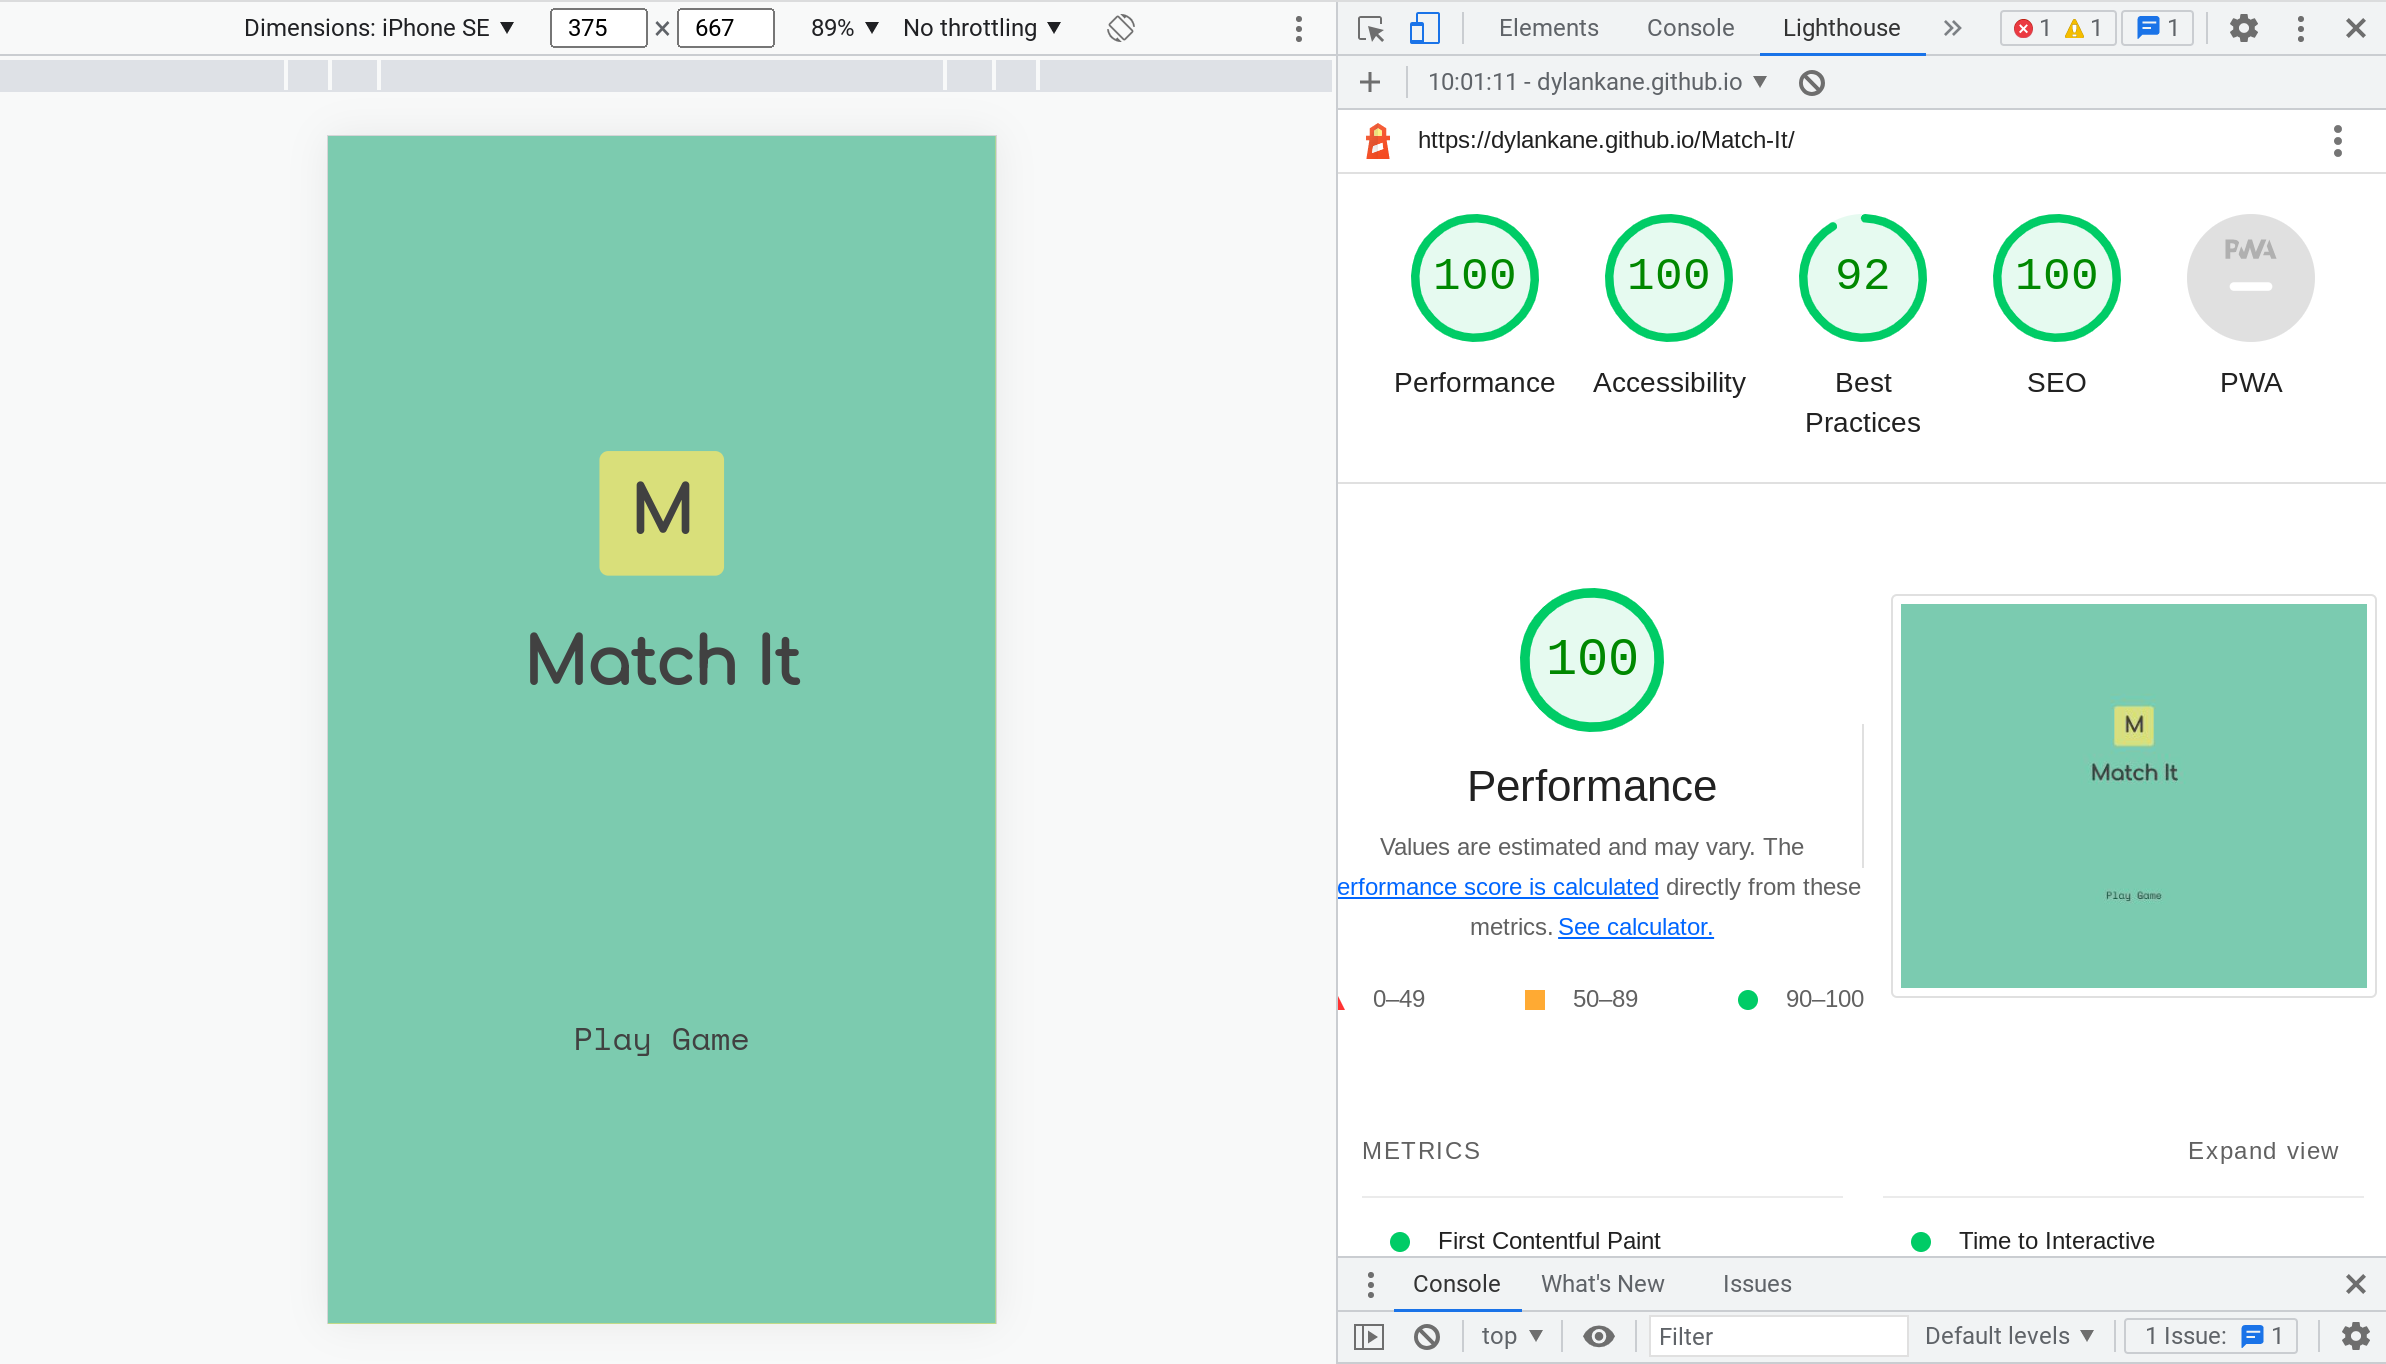 Dimensions: iPhone SE ▼ 375 × 667 89% ▼ No throttling ▼
Elements Console Lighthouse 1 1 1
10:01:11 - dylankane.github.io ▼
https://dylankane.github.io/Match-It/
100 100 92 100 PWA
Performance Accessibility Best Practices SEO PWA
M
Match It
Play Game
100
Performance
Values are estimated and may vary. The
erformance score is calculated directly from these
metrics. See calculator.
0–49 50–89 90–100
M
Match It
Play Game
METRICS Expand view
First Contentful Paint Time to Interactive
Console What's New Issues
top ▼ Filter Default levels ▼ 1 Issue: 1